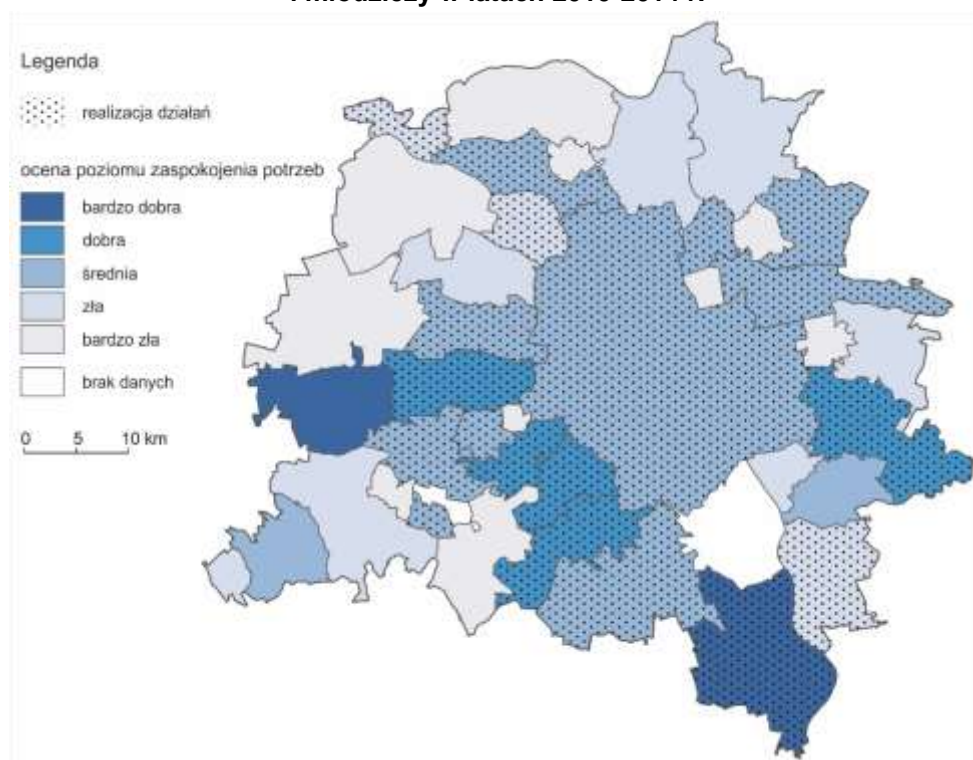 Legenda
realizacja działań
ocena poziomu zaspokojenia potrzeb
bardzo dobra
dobra
średnia
zła
bardzo zła
brak danych
0 5 10 km